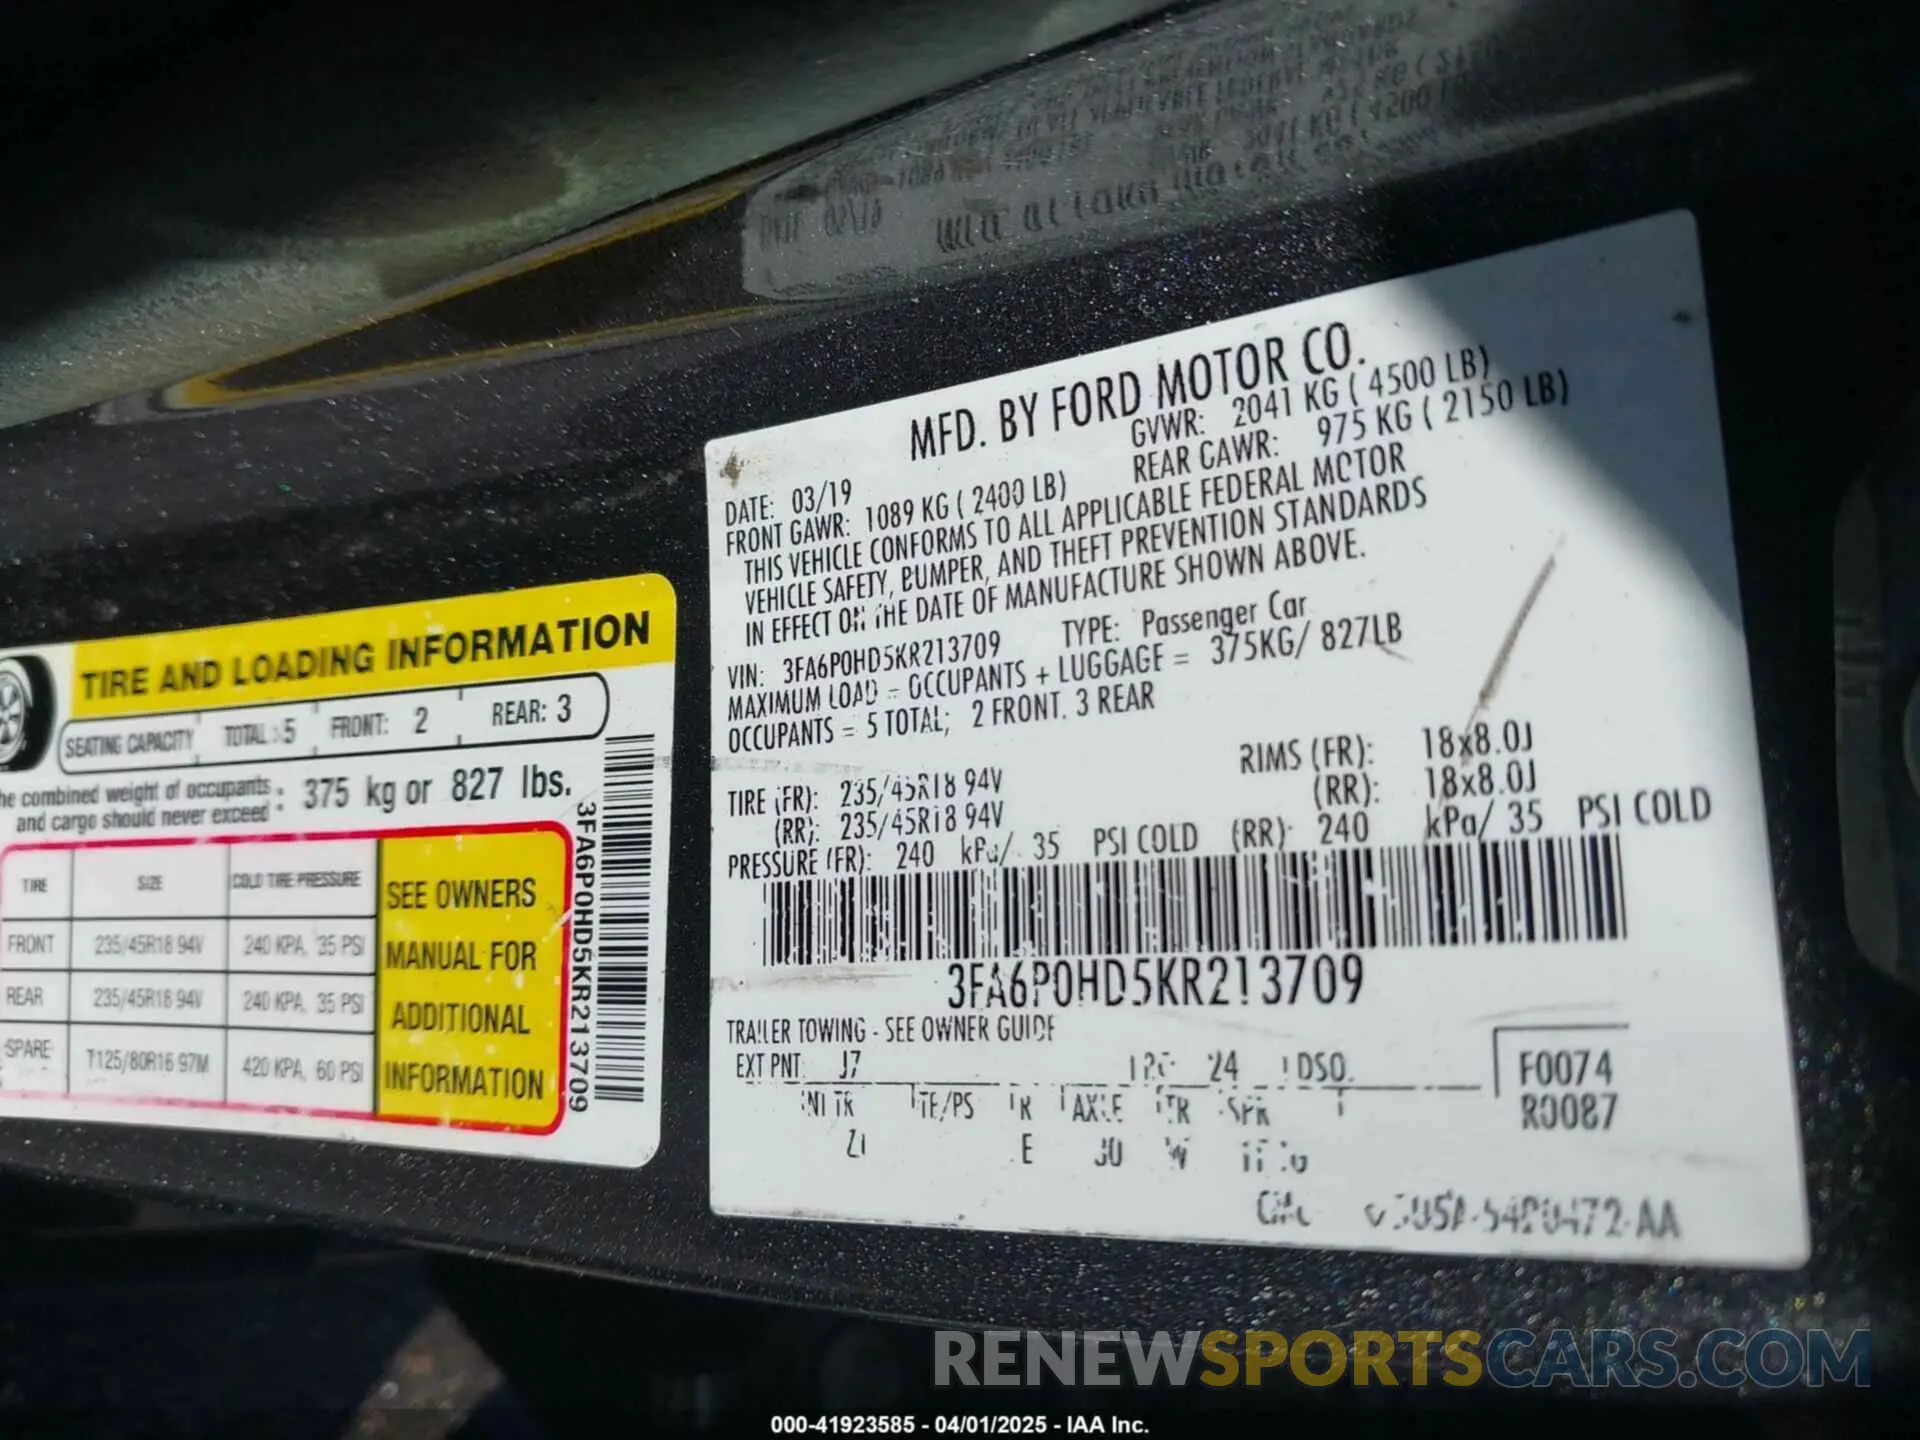 MFD. BY FORD MOTOR CO.
DATE: 03/19 GVWR: 2041 KG ( 4500 LB)
FRONT GAWR: 1089 KG ( 2400 LB) REAR GAWR: 975 KG ( 2150 LB)
THIS VEHICLE CONFORMS TO ALL APPLICABLE FEDERAL MOTOR
VEHICLE SAFETY, BUMPER, AND THEFT PREVENTION STANDARDS
IN EFFECT ON THE DATE OF MANUFACTURE SHOWN ABOVE.
VIN: 3FA6P0HD5KR213709 TYPE: Passenger Car
MAXIMUM LOAD = OCCUPANTS + LUGGAGE = 375KG/ 827LB
OCCUPANTS = 5 TOTAL; 2 FRONT. 3 REAR
TIRE (FR): 235/45R18 94V RIMS (FR): 18x8.0J
(RR): 235/45R18 94V (RR): 18x8.0J
PRESSURE (FR): 240 kPa/ 35 PSI COLD (RR): 240 kPa/ 35 PSI COLD
3FA6P0HD5KR213709
TRAILER TOWING - SEE OWNER GUIDE
EXT PNT: J7 24 DSO
F0074
R0087
INT TR TE/PS R AXLE TR SPR
E W
TIRE AND LOADING INFORMATION
SEATING CAPACITY TOTAL : 5 FRONT: 2 REAR: 3
he combined weight of occupants : 375 kg or 827 lbs.
and cargo should never exceed :
TIRE SIZE COLD TIRE PRESSURE
FRONT 235/45R18 94V 240 KPA, 35 PSI
REAR 235/45R18 94V 240 KPA, 35 PSI
SPARE T125/80R16 97M 420 KPA, 60 PSI
SEE OWNERS
MANUAL FOR
ADDITIONAL
INFORMATION
3FA6P0HD5KR213709
RENEWSPORTSCARS.COM
000-41923585 - 04/01/2025 - IAA Inc.